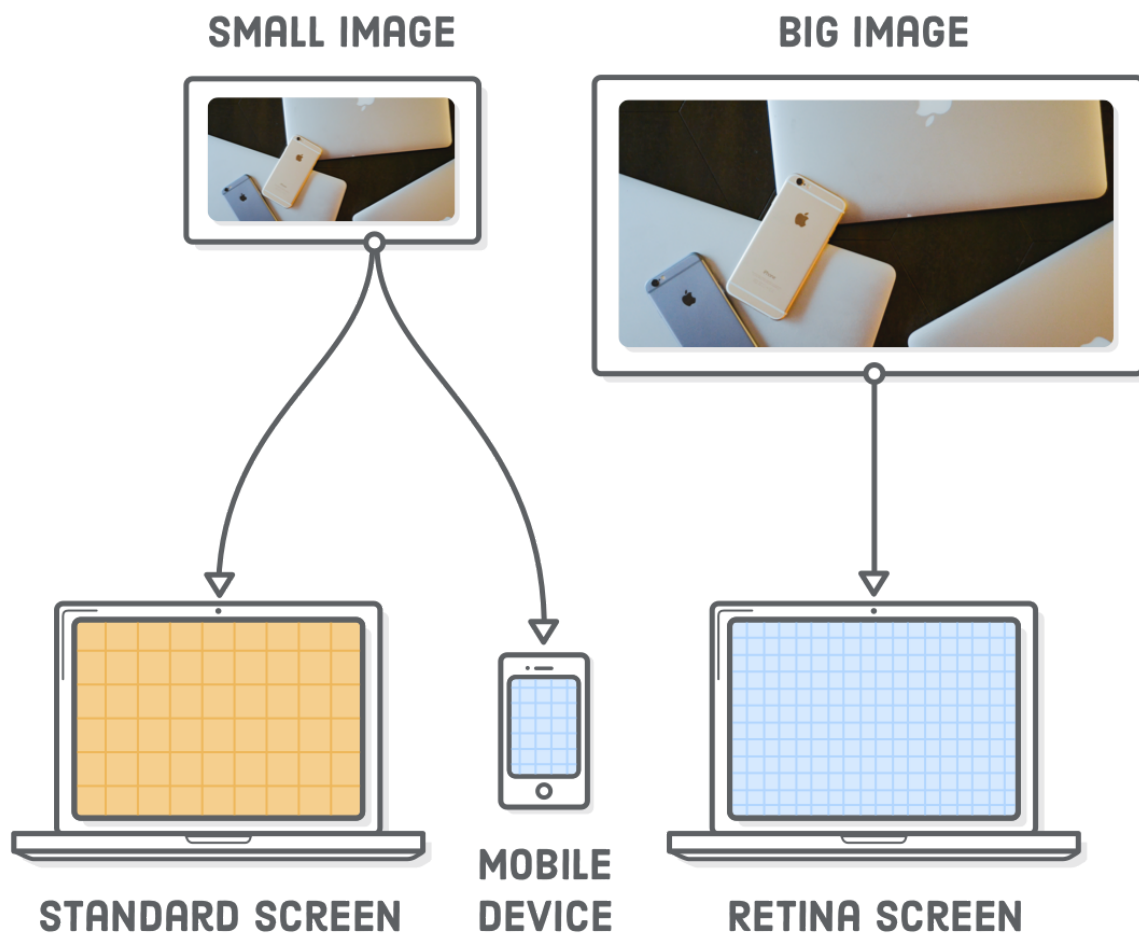 SMALL IMAGE
BIG IMAGE
STANDARD SCREEN
MOBILE
DEVICE
RETINA SCREEN